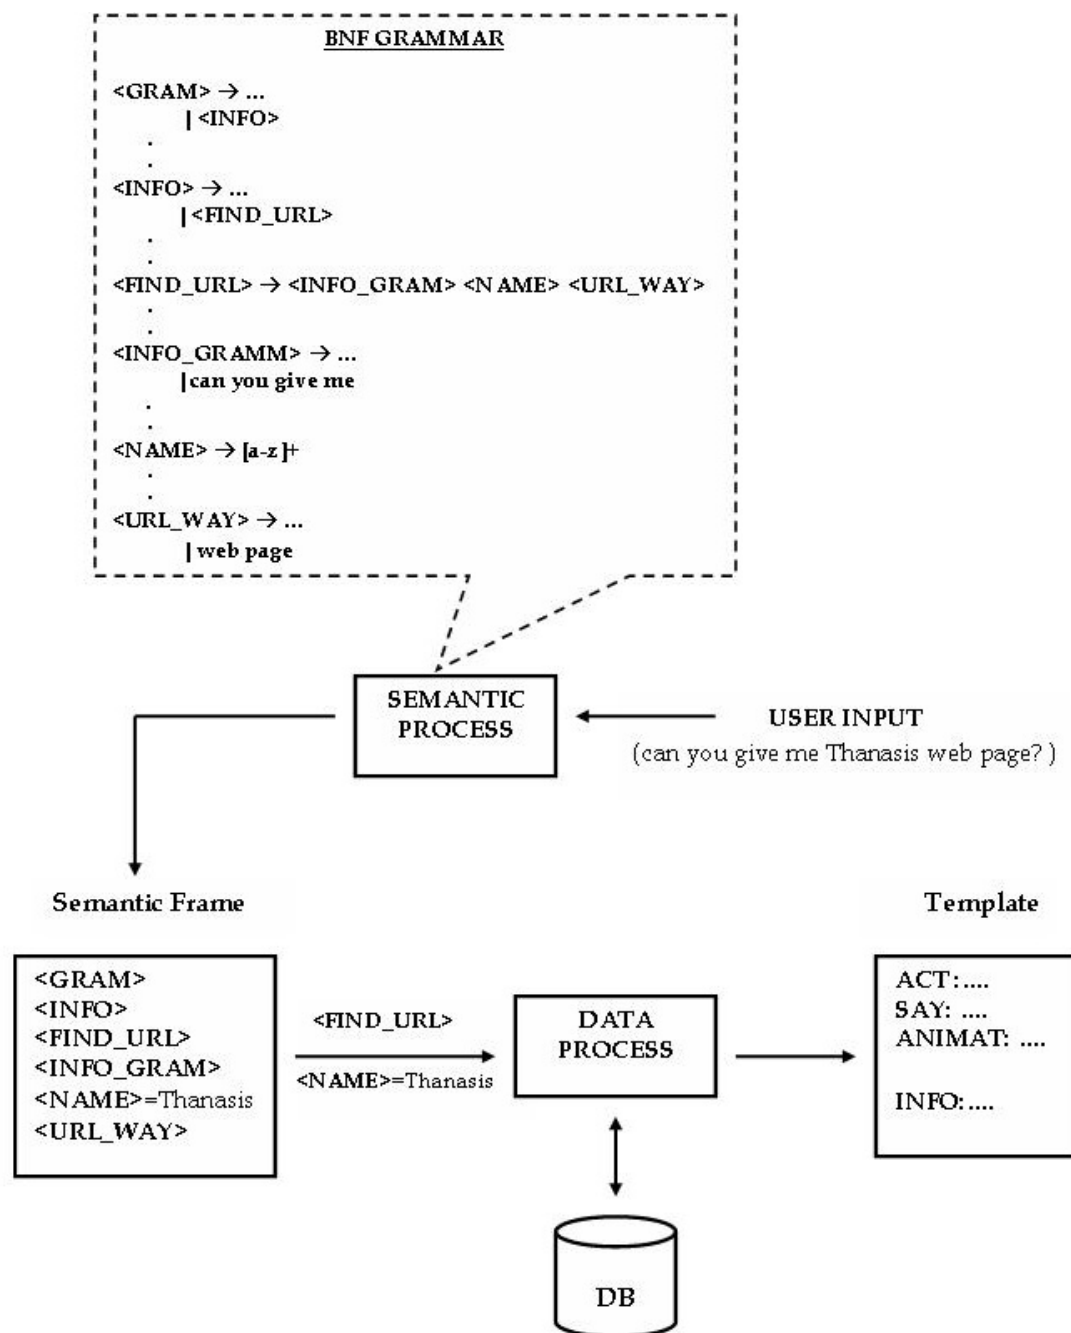 BNF GRAMMAR
<GRAM> → ...
| <INFO>
.
.
<INFO> → ...
| <FIND_URL>
.
.
<FIND_URL> → <INFO_GRAM> <NAME> <URL_WAY>
.
.
<INFO_GRAMM> → ...
| can you give me
.
.
<NAME> → [a-z]+
.
.
<URL_WAY> → ...
| web page
SEMANTIC
PROCESS
USER INPUT
(can you give me Thanasis web page? )
Semantic Frame
<GRAM>
<INFO>
<FIND_URL>
<INFO_GRAM>
<NAME>=Thanasis
<URL_WAY>
<FIND_URL>
<NAME>=Thanasis
DATA
PROCESS
DB
Template
ACT: ....
SAY: ....
ANIMAT: ....
INFO: ....